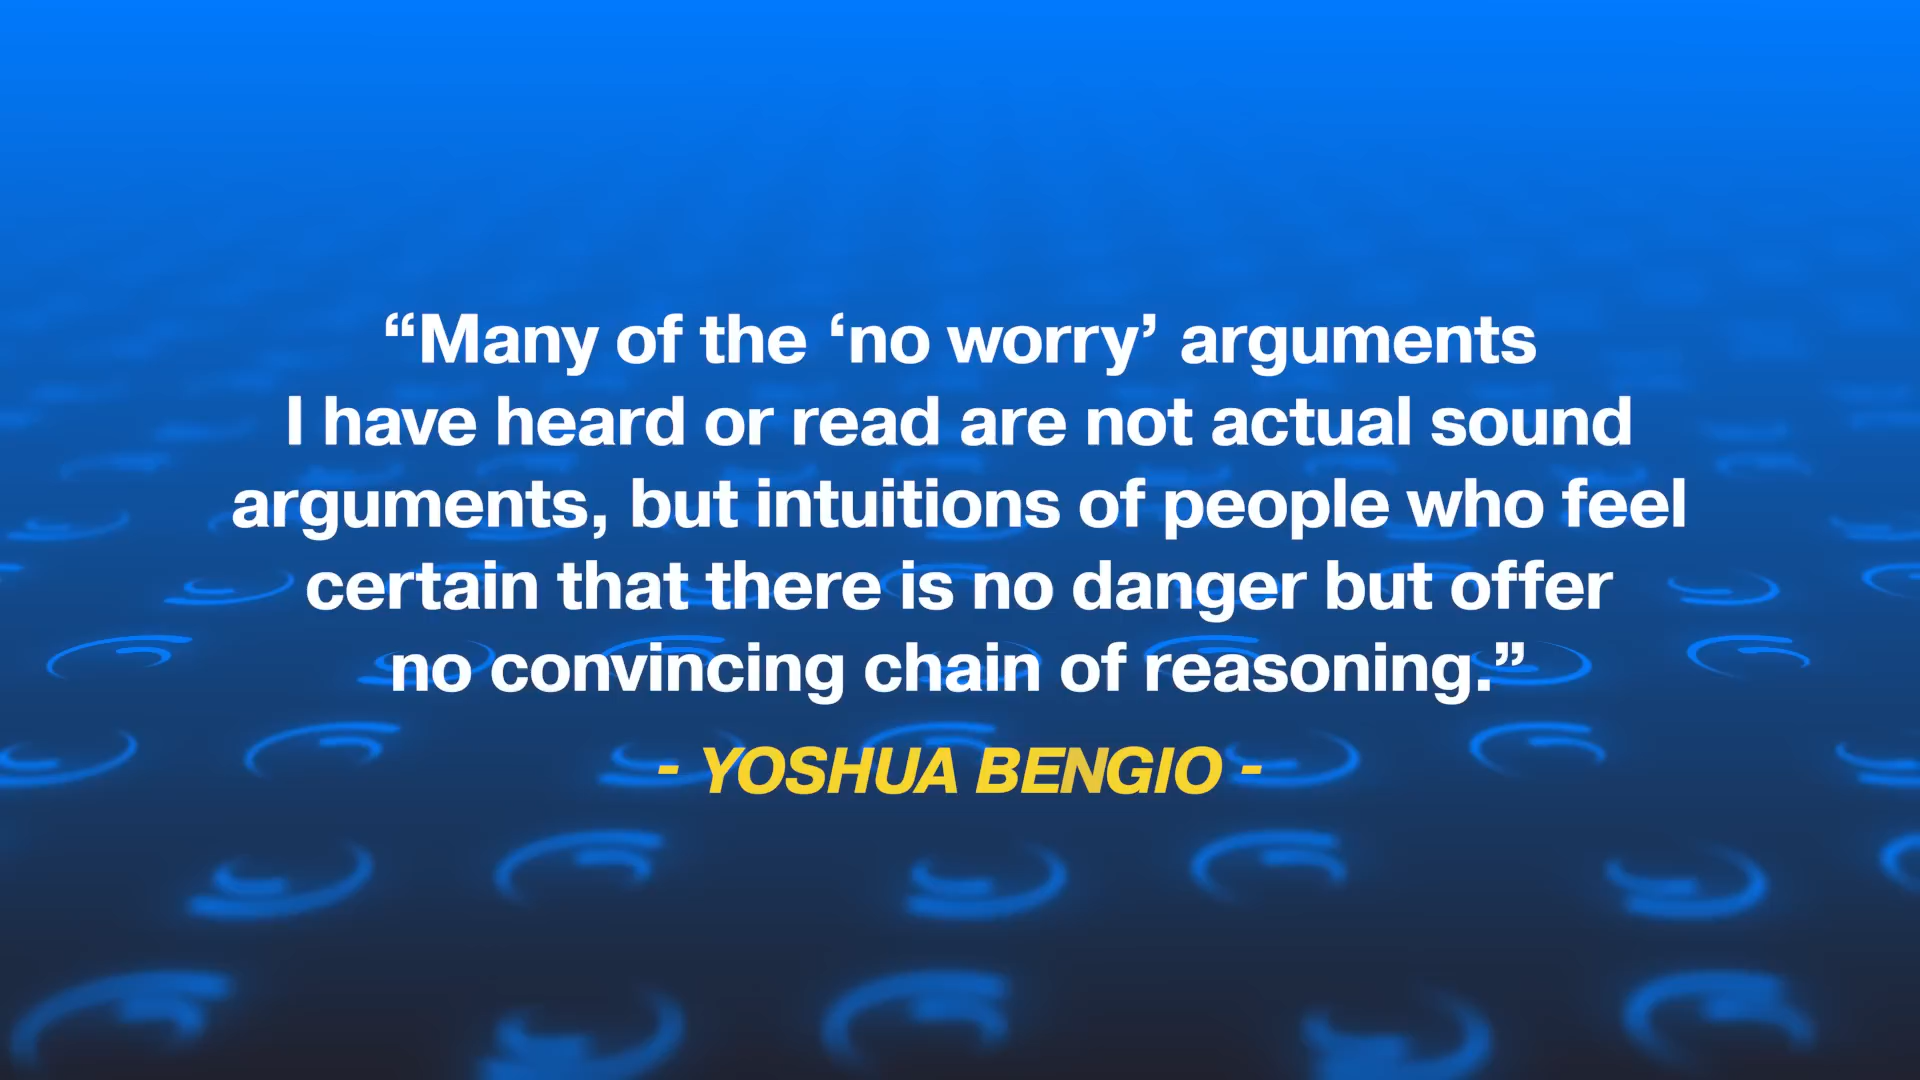 “Many of the ‘no worry’ arguments
I have heard or read are not actual sound
arguments, but intuitions of people who feel
certain that there is no danger but offer
no convincing chain of reasoning.”
- YOSHUA BENGIO -